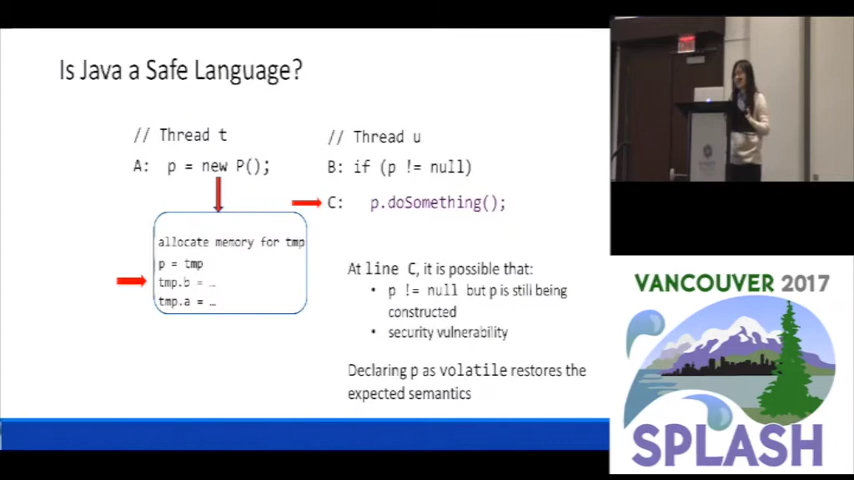 Is Java a Safe Language?
// Thread t
A: p = new P();
// Thread u
B: if (p != null)
C: p.doSomething();
allocate memory for tmp
p = tmp
tmp.b = …
tmp.a = …
At line C, it is possible that:
• p != null but p is still being
constructed
• security vulnerability
Declaring p as volatile restores the
expected semantics
VANCOUVER 2017
SPLASH